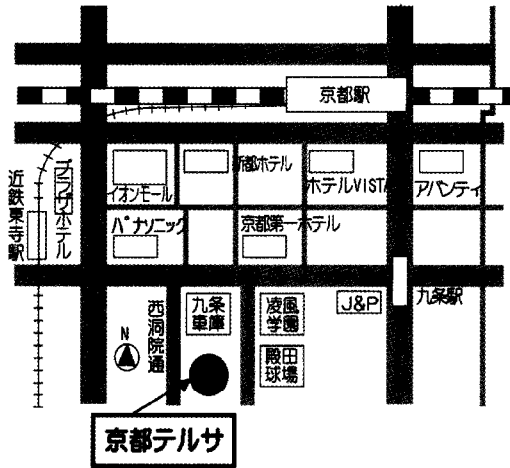 京都駅
新都ホテル
イオンモール
ホテルVISTA
アバンティ
プラザホテル
近鉄東寺駅
パナソニック
京都第一ホテル
九条駅
J&P
九条
車庫
凌風
学園
西洞院通
N
殿田
球場
京都テルサ